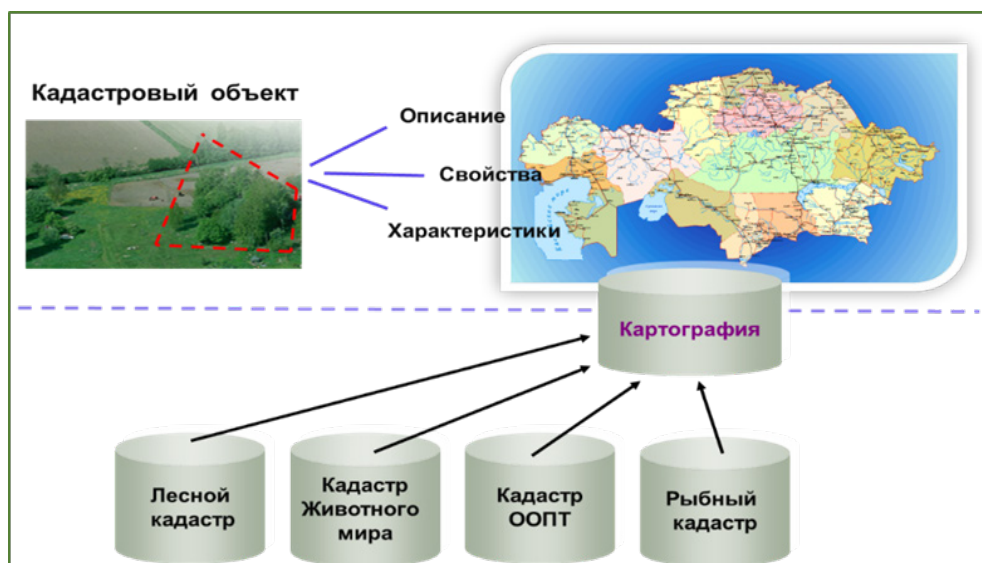 Кадастровый объект
Описание
Свойства
Характеристики
Картография
Лесной
кадастр
Кадастр
Животного
мира
Кадастр
ООПТ
Рыбный
кадастр